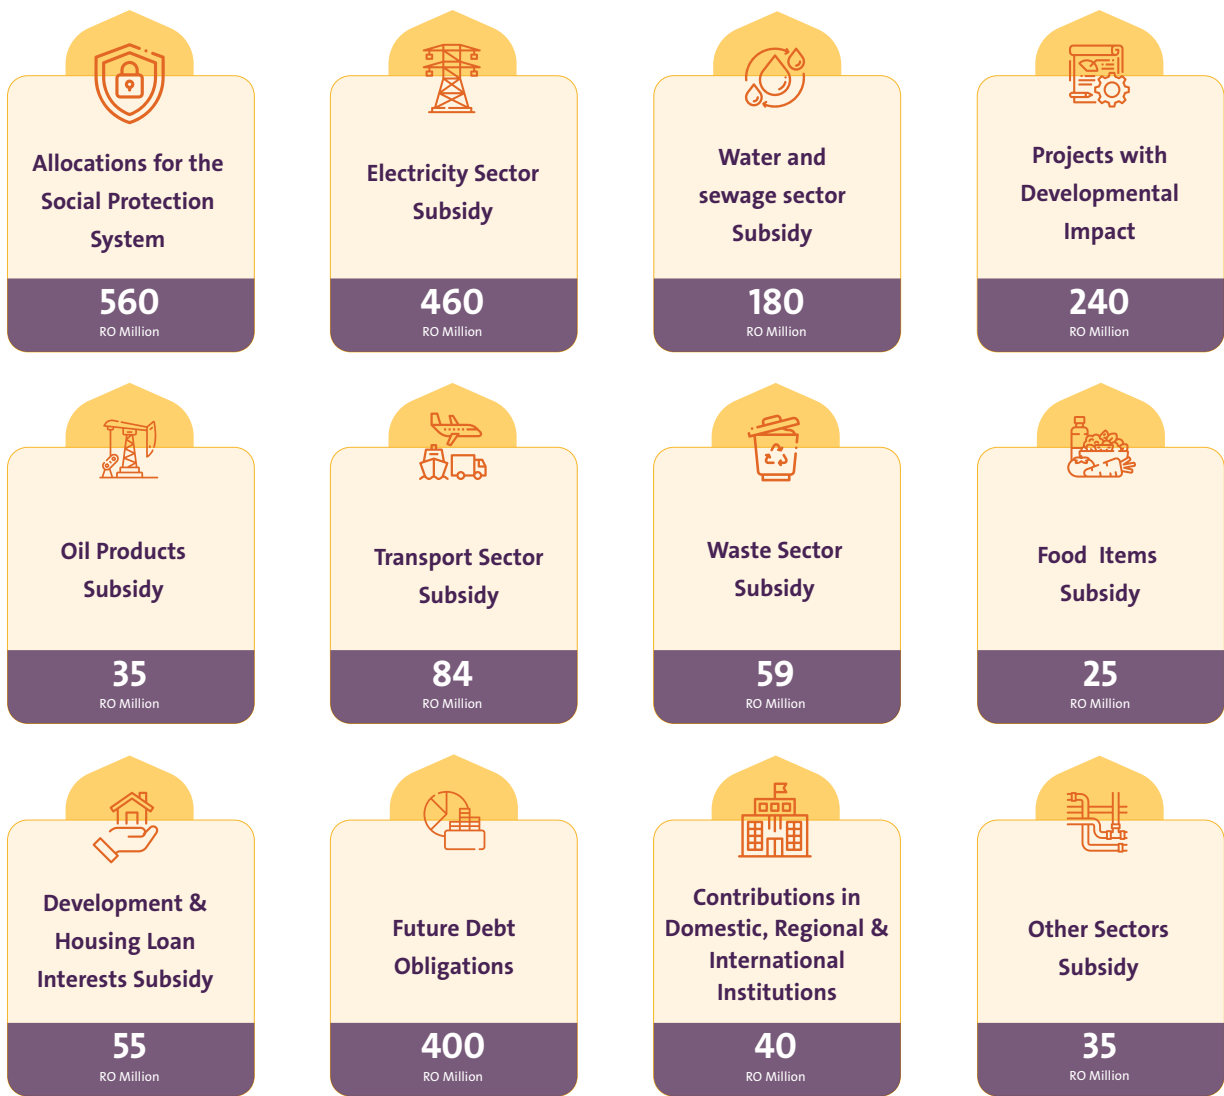 Allocations for the
Social Protection
System
560
RO Million
Electricity Sector
Subsidy
460
RO Million
Water and
sewage sector
Subsidy
180
RO Million
Projects with
Developmental
Impact
240
RO Million
Oil Products
Subsidy
35
RO Million
Transport Sector
Subsidy
84
RO Million
Waste Sector
Subsidy
59
RO Million
Food Items
Subsidy
25
RO Million
Development &
Housing Loan
Interests Subsidy
55
RO Million
Future Debt
Obligations
400
RO Million
Contributions in
Domestic, Regional &
International
Institutions
40
RO Million
Other Sectors
Subsidy
35
RO Million